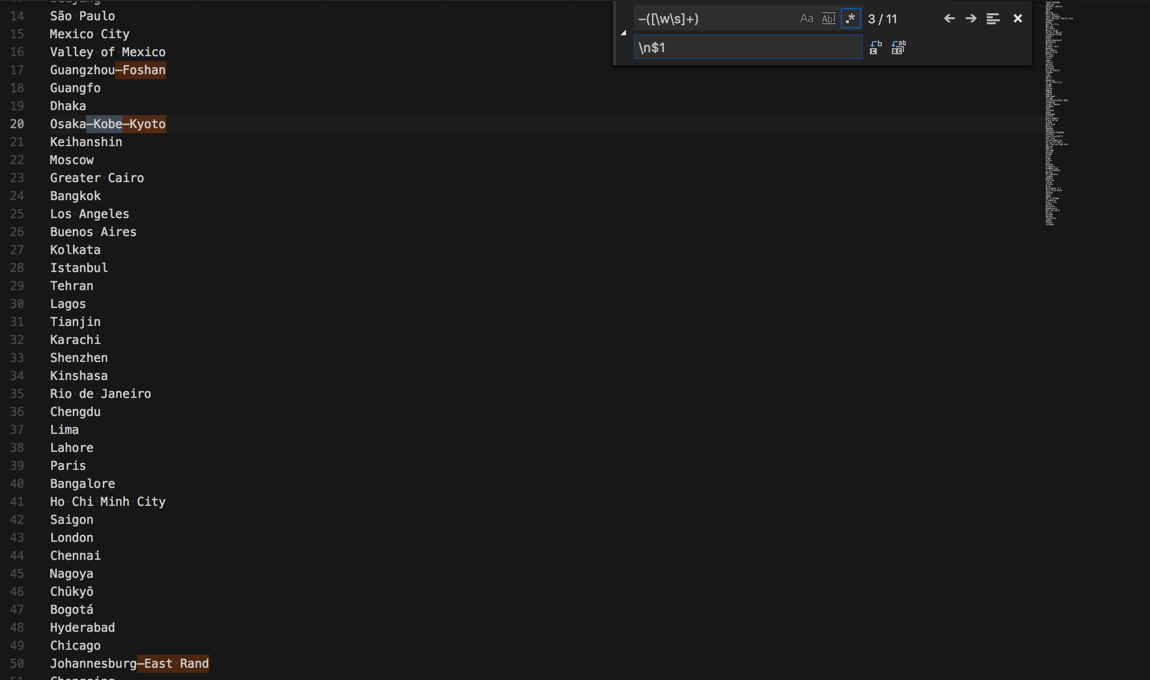 14 São Paulo
15 Mexico City
16 Valley of Mexico
17 Guangzhou–Foshan
18 Guangfo
19 Dhaka
20 Osaka–Kobe–Kyoto
21 Keihanshin
22 Moscow
23 Greater Cairo
24 Bangkok
25 Los Angeles
26 Buenos Aires
27 Kolkata
28 Istanbul
29 Tehran
30 Lagos
31 Tianjin
32 Karachi
33 Shenzhen
34 Kinshasa
35 Rio de Janeiro
36 Chengdu
37 Lima
38 Lahore
39 Paris
40 Bangalore
41 Ho Chi Minh City
42 Saigon
43 London
44 Chennai
45 Nagoya
46 Chūkyō
47 Bogotá
48 Hyderabad
49 Chicago
50 Johannesburg–East Rand
–([\w\s]+) Aa Abl .* 3 / 11
\n$1